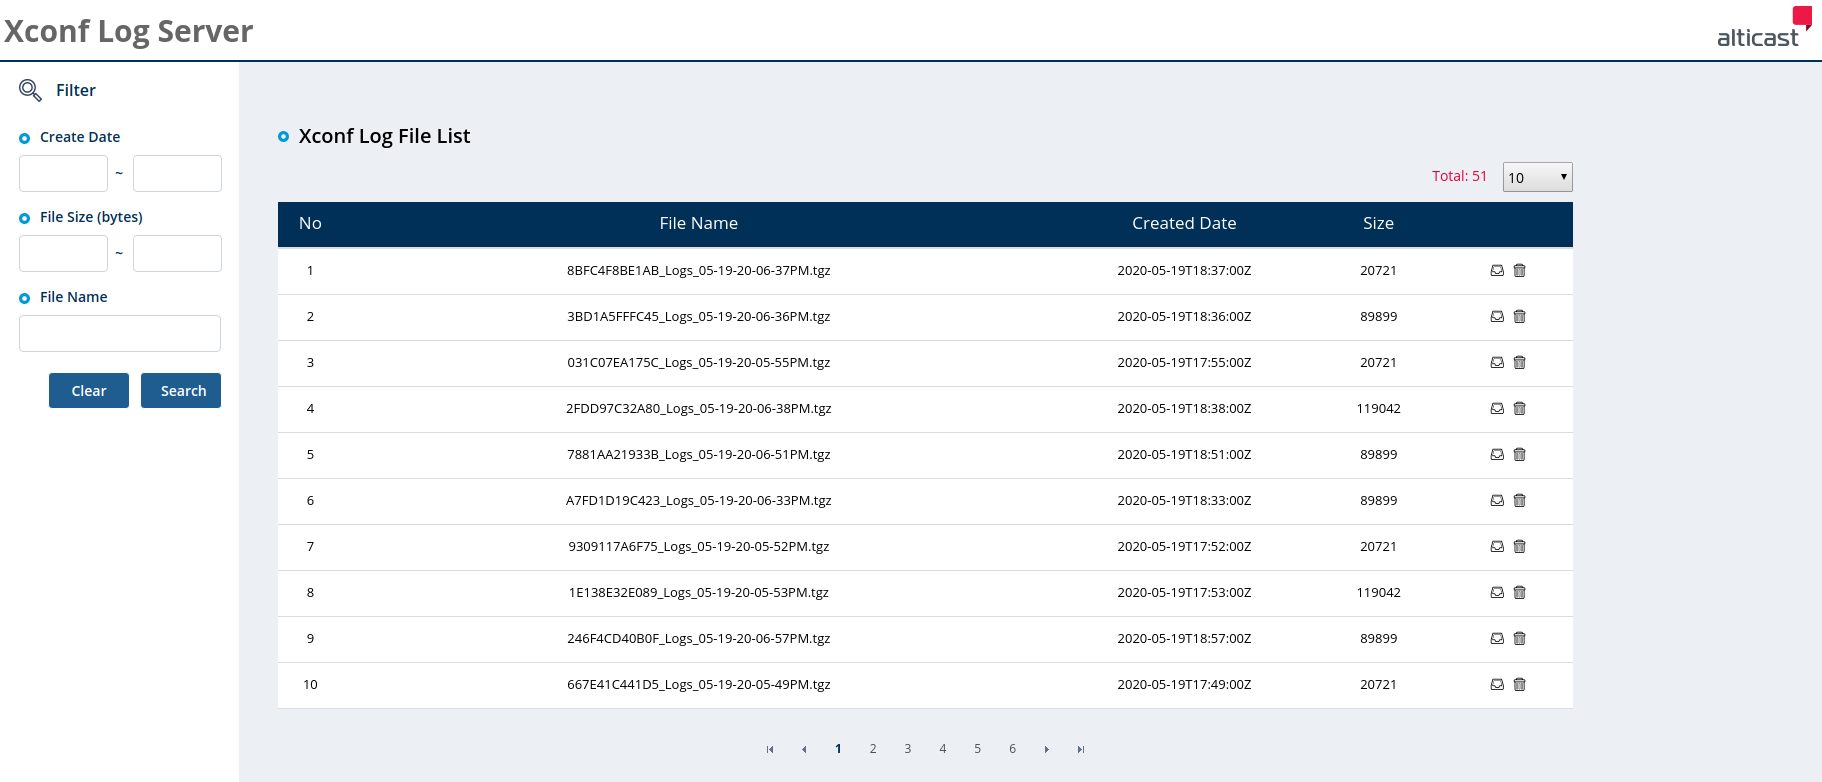 Xconf Log Server
alticast
Filter
Create Date
~
File Size (bytes)
~
File Name
Clear Search
Xconf Log File List
Total: 51 10
No File Name Created Date Size
1 8BFC4F8BE1AB_Logs_05-19-20-06-37PM.tgz 2020-05-19T18:37:00Z 20721
2 3BD1A5FFFC45_Logs_05-19-20-06-36PM.tgz 2020-05-19T18:36:00Z 89899
3 031C07EA175C_Logs_05-19-20-05-55PM.tgz 2020-05-19T17:55:00Z 20721
4 2FDD97C32A80_Logs_05-19-20-06-38PM.tgz 2020-05-19T18:38:00Z 119042
5 7881AA21933B_Logs_05-19-20-06-51PM.tgz 2020-05-19T18:51:00Z 89899
6 A7FD1D19C423_Logs_05-19-20-06-33PM.tgz 2020-05-19T18:33:00Z 89899
7 9309117A6F75_Logs_05-19-20-05-52PM.tgz 2020-05-19T17:52:00Z 20721
8 1E138E32E089_Logs_05-19-20-05-53PM.tgz 2020-05-19T17:53:00Z 119042
9 246F4CD40B0F_Logs_05-19-20-06-57PM.tgz 2020-05-19T18:57:00Z 89899
10 667E41C441D5_Logs_05-19-20-05-49PM.tgz 2020-05-19T17:49:00Z 20721
1 2 3 4 5 6